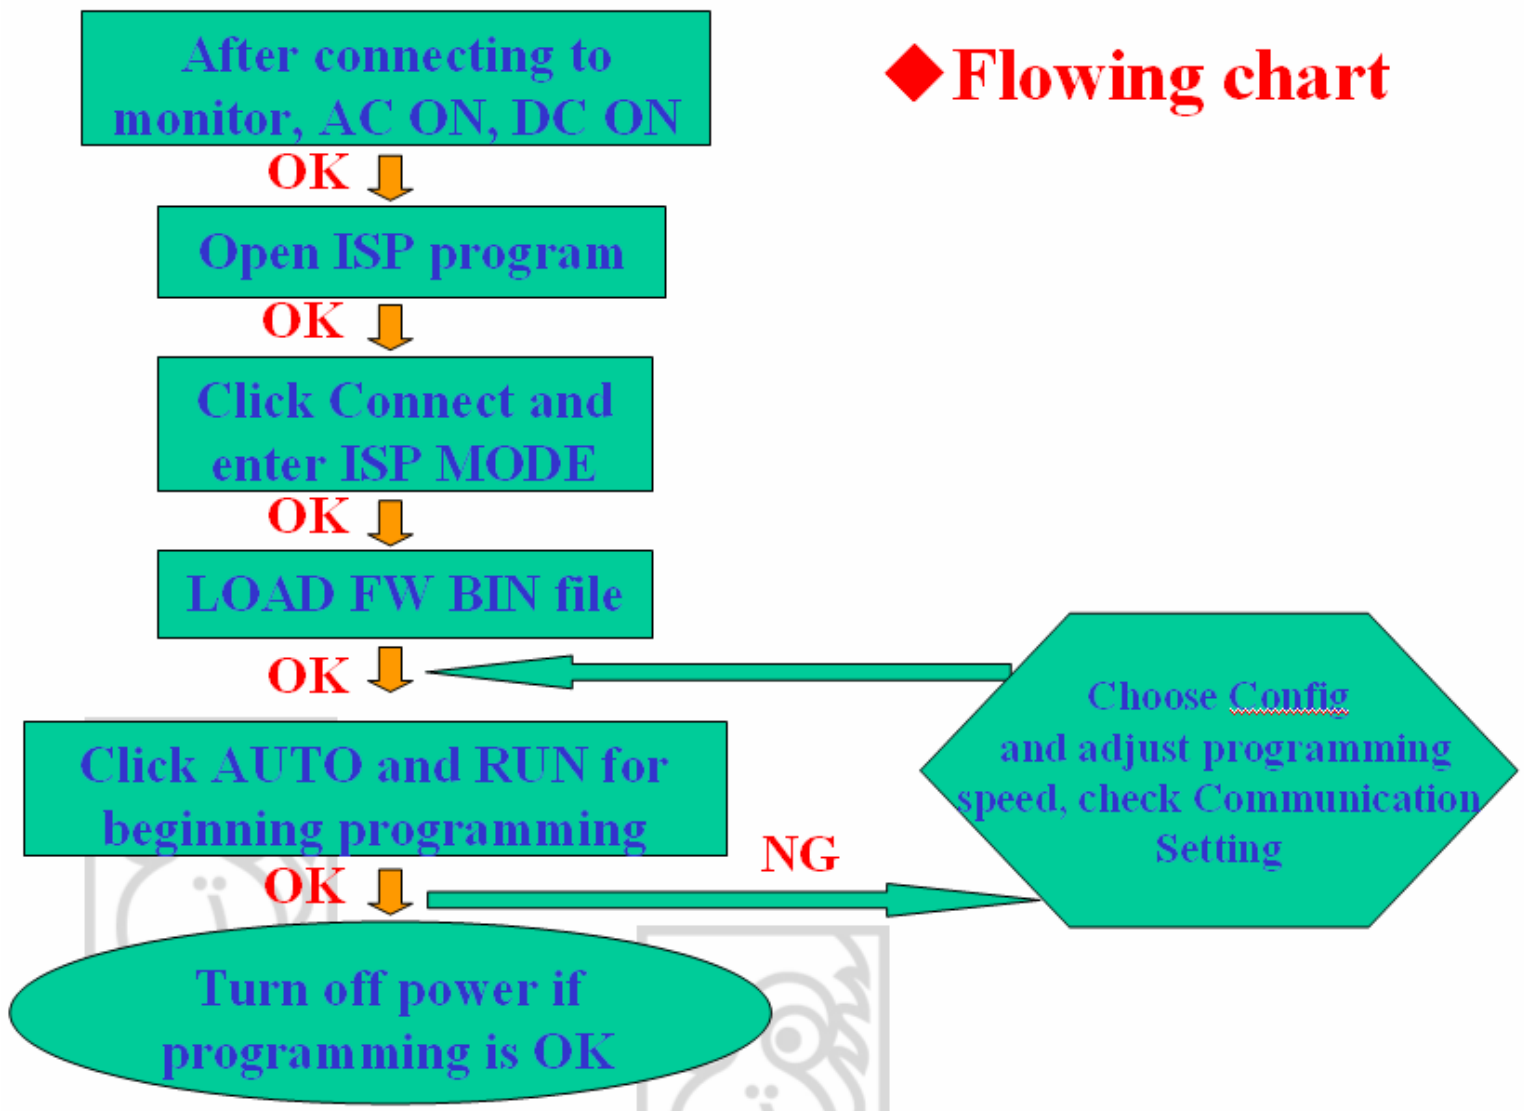 After connecting to
monitor, AC ON, DC ON
◆Flowing chart
OK
Open ISP program
OK
Click Connect and
enter ISP MODE
OK
LOAD FW BIN file
OK
Click AUTO and RUN for
beginning programming
Choose Config
and adjust programming
speed, check Communication
Setting
NG
OK
Turn off power if
programming is OK